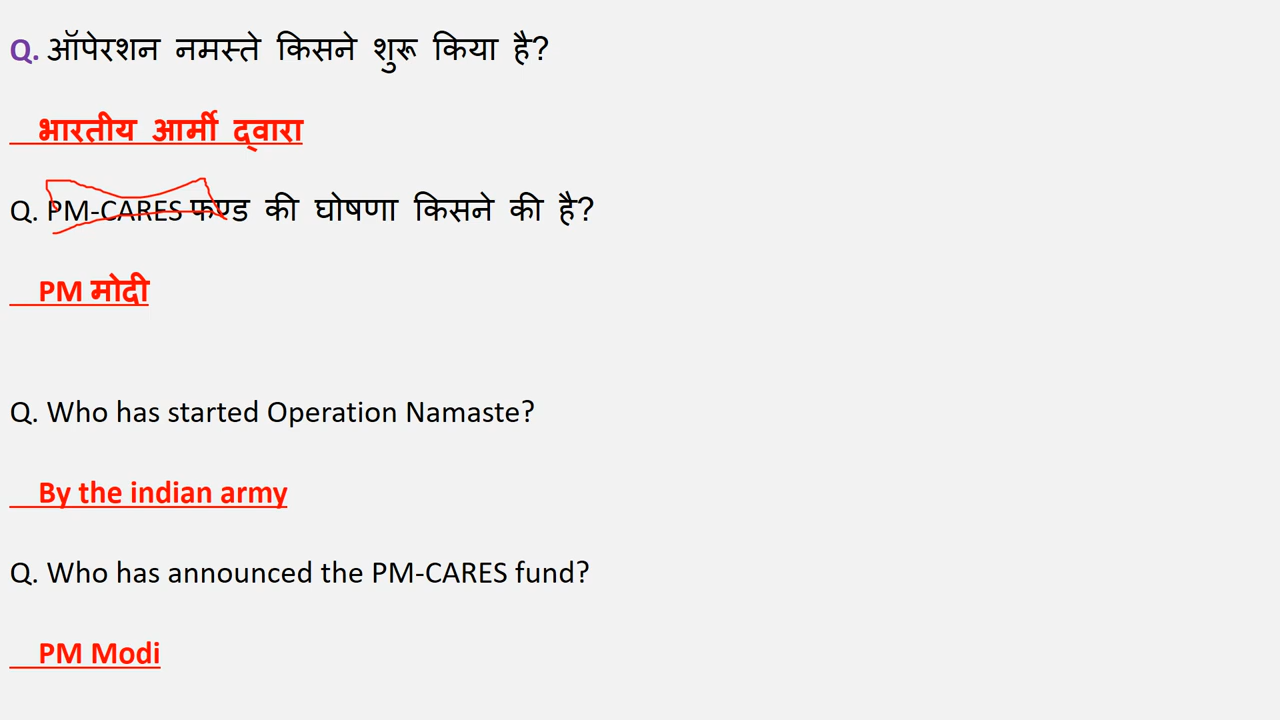 Q. ऑपेरशन नमस्ते किसने शुरू किया है?
भारतीय आर्मी द्वारा
Q. PM-CARES फण्ड की घोषणा किसने की है?
PM मोदी
Q. Who has started Operation Namaste?
By the indian army
Q. Who has announced the PM-CARES fund?
PM Modi